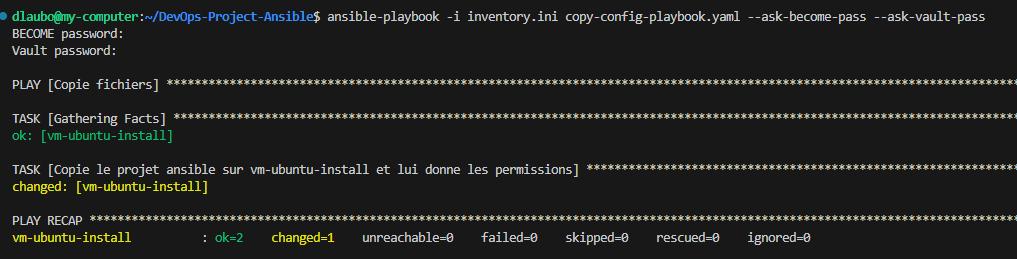 dlaubo@my-computer:~/DevOps-Project-Ansible$ ansible-playbook -i inventory.ini copy-config-playbook.yaml --ask-become-pass --ask-vault-pass
BECOME password:
Vault password:
PLAY [Copie fichiers] ****************************************************************************************************************************
TASK [Gathering Facts] ***************************************************************************************************************************
ok: [vm-ubuntu-install]
TASK [Copie le projet ansible sur vm-ubuntu-install et lui donne les permissions] ****************************************************************
changed: [vm-ubuntu-install]
PLAY RECAP ***************************************************************************************************************************************
vm-ubuntu-install          : ok=2    changed=1    unreachable=0    failed=0    skipped=0    rescued=0    ignored=0